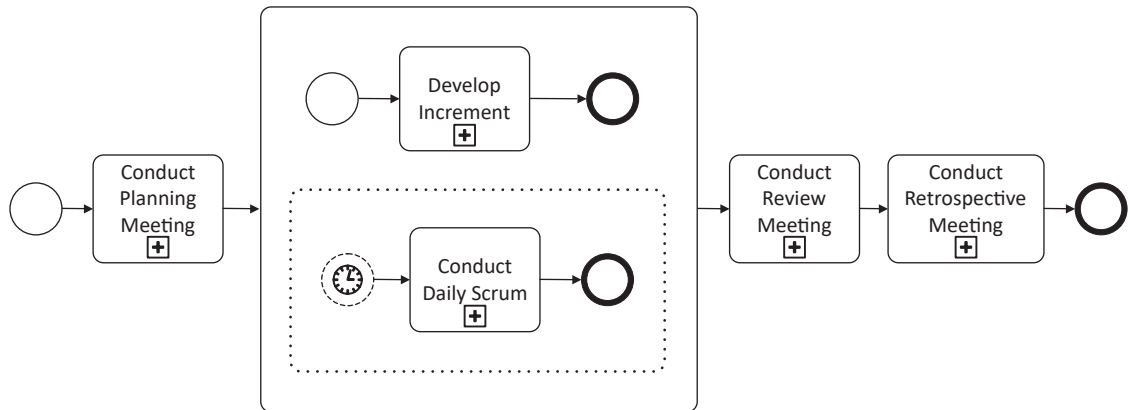 Develop
Increment
Conduct
Planning
Meeting
Conduct
Daily Scrum
Conduct
Review
Meeting
Conduct
Retrospective
Meeting